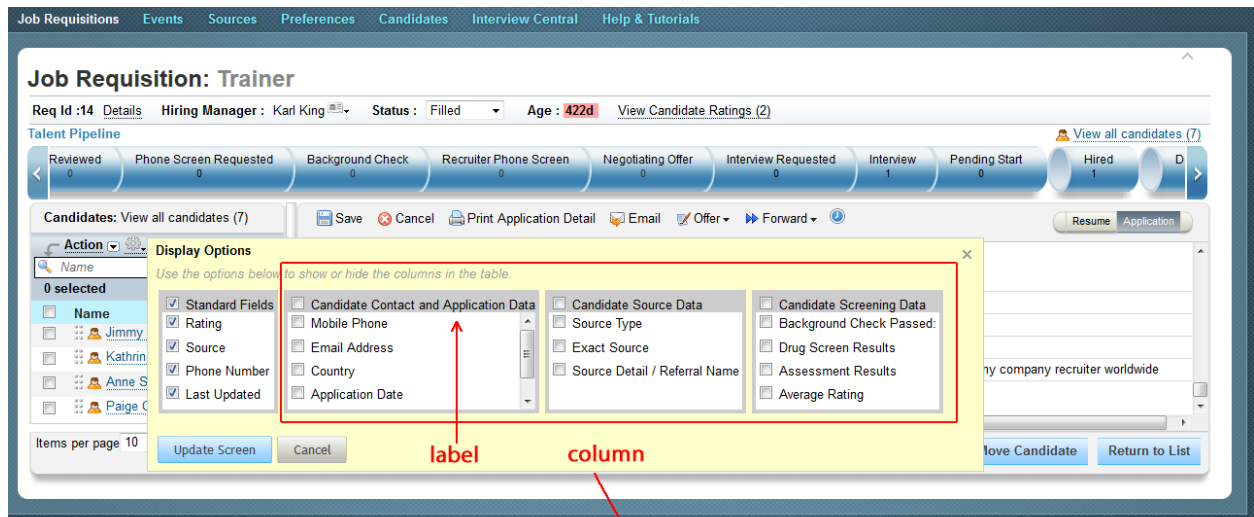 Job Requisitions Events Sources Preferences Candidates Interview Central Help & Tutorials
Job Requisition: Trainer
Req Id :14 Details Hiring Manager : Karl King Status : Filled Age : 422d View Candidate Ratings (2)
Talent Pipeline View all candidates (7)
Reviewed Phone Screen Requested Background Check Recruiter Phone Screen Negotiating Offer Interview Requested Interview Pending Start Hired D
0 0 0 0 0 0 1 0 1
Candidates: View all candidates (7) Save Cancel Print Application Detail Email Offer Forward Resume Application
Action
Name
0 selected
Name
Jimmy
Kathrin
Anne S
Paige
Display Options
Use the options below to show or hide the columns in the table.
Standard Fields
Rating
Source
Phone Number
Last Updated
Candidate Contact and Application Data
Mobile Phone
Email Address
Country
Application Date
Candidate Source Data
Source Type
Exact Source
Source Detail / Referral Name
Candidate Screening Data
Background Check Passed:
Drug Screen Results
Assessment Results
Average Rating
ny company recruiter worldwide
Items per page 10 Update Screen Cancel label column Move Candidate Return to List